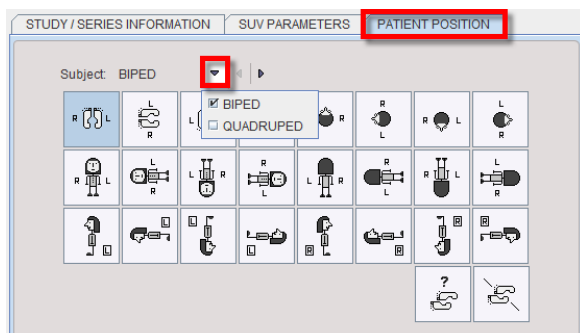 STUDY / SERIES INFORMATION SUV PARAMETERS PATIENT POSITION
Subject: BIPED
BIPED
QUADRUPED
L R
R L L R R L
R L
L R L R
R L R L R R L L
R L R L R L
L L R R
L R
?